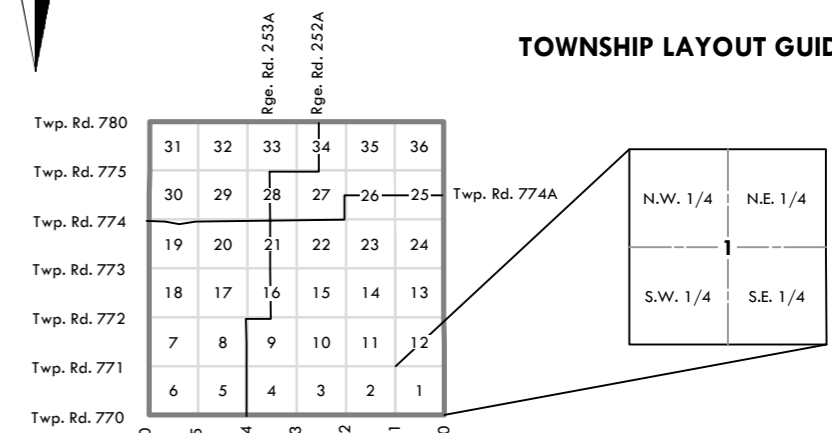 TOWNSHIP LAYOUT GUID
Rge. Rd. 253A
Rge. Rd. 252A
Twp. Rd. 780
31 32 33 34 35 36
Twp. Rd. 775
30 29 28 27 26 25
Twp. Rd. 774A
Twp. Rd. 774
19 20 21 22 23 24
Twp. Rd. 773
18 17 16 15 14 13
Twp. Rd. 772
7 8 9 10 11 12
Twp. Rd. 771
6 5 4 3 2 1
Twp. Rd. 770
N.W. 1/4 N.E. 1/4
1
S.W. 1/4 S.E. 1/4